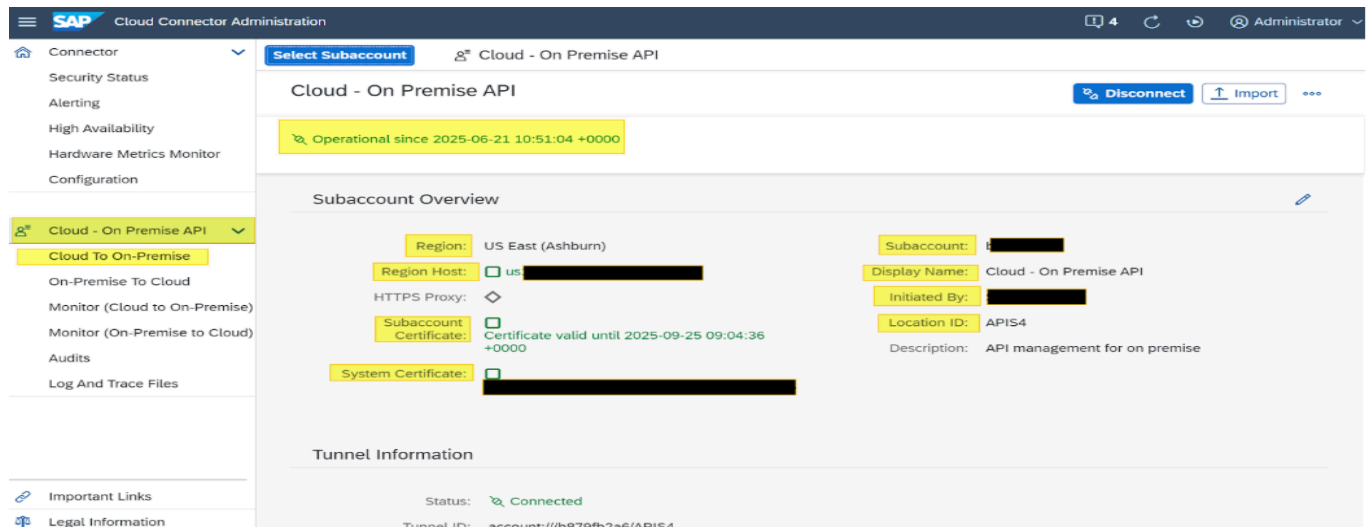 SAP Cloud Connector Administration 4 Administrator
Connector
Security Status
Alerting
High Availability
Hardware Metrics Monitor
Configuration
Cloud - On Premise API
Cloud To On-Premise
On-Premise To Cloud
Monitor (Cloud to On-Premise)
Monitor (On-Premise to Cloud)
Audits
Log And Trace Files
Important Links
Legal Information
Select Subaccount Cloud - On Premise API
Cloud - On Premise API Disconnect Import
Operational since 2025-06-21 10:51:04 +0000
Subaccount Overview
Region: US East (Ashburn)
Region Host: us
HTTPS Proxy:
Subaccount Certificate: Certificate valid until 2025-09-25 09:04:36
+0000
System Certificate:
Subaccount:
Display Name: Cloud - On Premise API
Initiated By:
Location ID: APIS4
Description: API management for on premise
Tunnel Information
Status: Connected
Tunnel ID: account:///b879fb2a6/APIS4